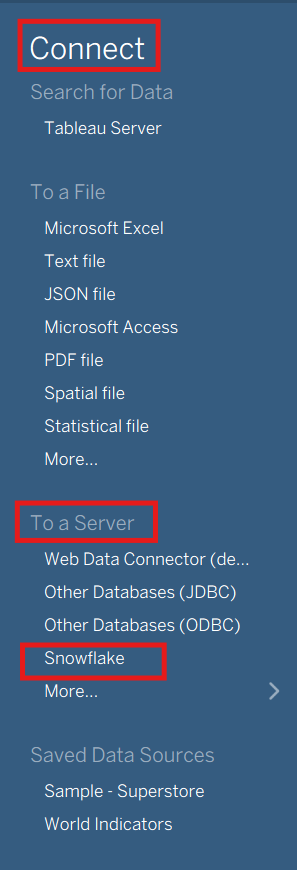 Connect
Search for Data
Tableau Server
To a File
Microsoft Excel
Text file
JSON file
Microsoft Access
PDF file
Spatial file
Statistical file
More...
To a Server
Web Data Connector (de...
Other Databases (JDBC)
Other Databases (ODBC)
Snowflake
More...
Saved Data Sources
Sample - Superstore
World Indicators